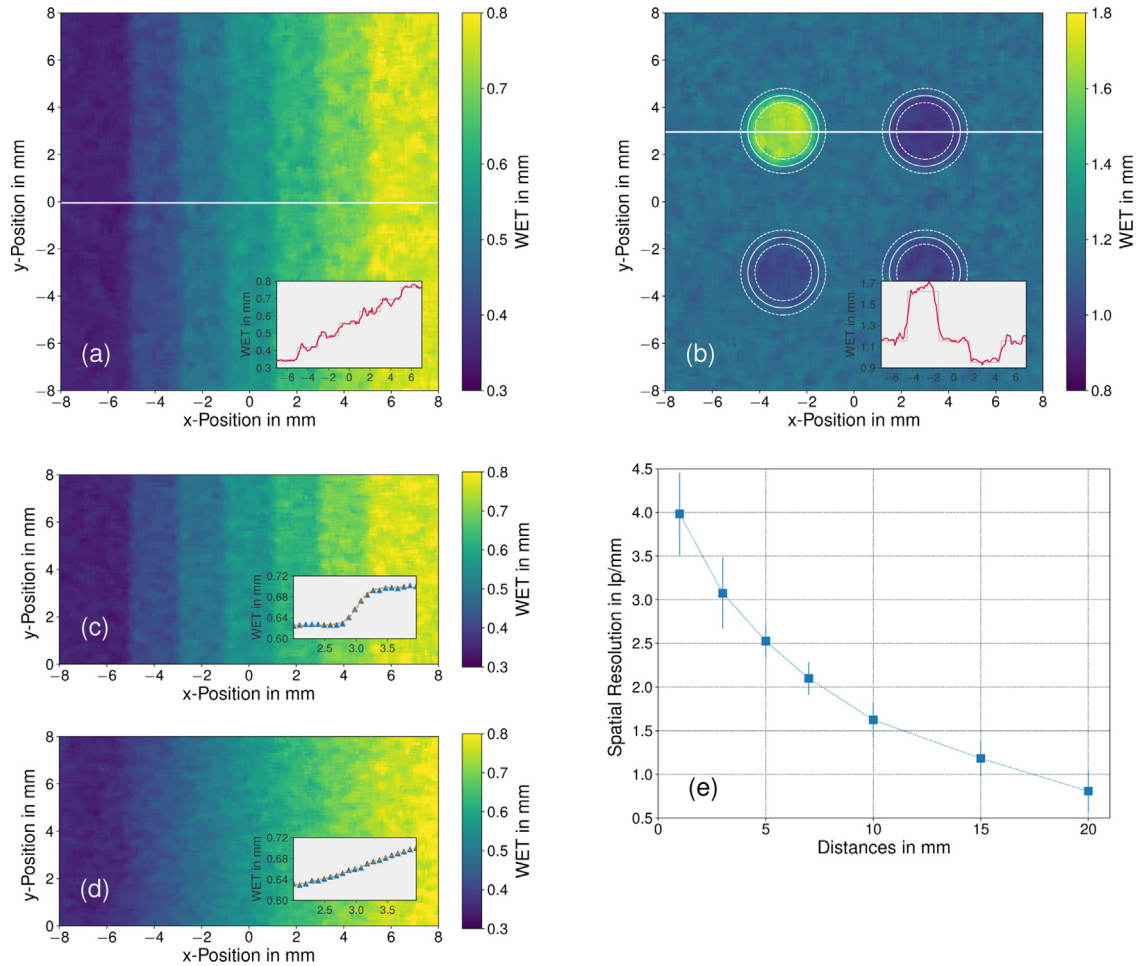 8
6
4
2
0
−2
−4
−6
8
y-Position in mm
−8 −6 −4 −2 0 2 4 6 8
x-Position in mm
(a)
0.8
0.7
0.6
0.5
0.4
0.3
WET in mm
0.8
0.7
0.6
0.5
0.4
0.3
WET in mm
−6 −4 −2 0 2 4 6
8
6
4
2
0
−2
−4
−6
8
y-Position in mm
−8 −6 −4 −2 0 2 4 6 8
x-Position in mm
(b)
1.7
1.5
1.3
1.1
0.9
WET in mm
−6 −4 −2 0 2 4 6
1.8
1.6
1.4
1.2
1.0
0.8
WET in mm
8
6
4
2
0
y-Position in mm
−8 −6 −4 −2 0 2 4 6 8
x-Position in mm
(c)
0.72
0.68
0.64
0.60
WET in mm
2.5 3.0 3.5
0.8
0.7
0.6
0.5
0.4
0.3
WET in mm
8
6
4
2
0
y-Position in mm
−8 −6 −4 −2 0 2 4 6 8
x-Position in mm
(d)
0.72
0.68
0.64
0.60
WET in mm
2.5 3.0 3.5
0.8
0.7
0.6
0.5
0.4
0.3
WET in mm
4.5
4.0
3.5
3.0
2.5
2.0
1.5
1.0
0.5
Spatial Resolution in lp/mm
0 5 10 15 20
Distances in mm
(e)